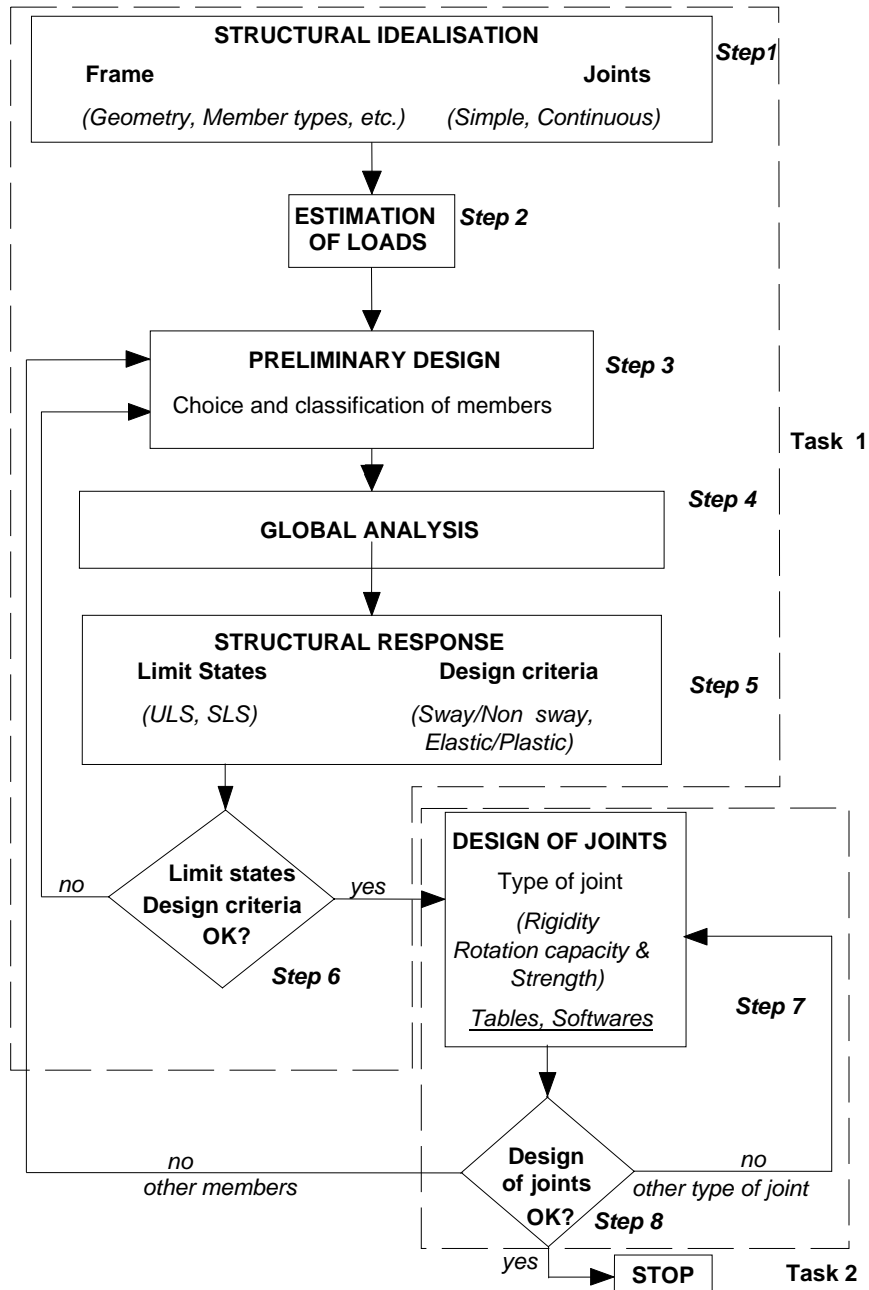 STRUCTURAL IDEALISATION
Step1
Frame
Joints
(Geometry, Member types, etc.)
(Simple, Continuous)
ESTIMATION
OF LOADS
Step 2
PRELIMINARY DESIGN
Step 3
Choice and classification of members
Task 1
Step 4
GLOBAL ANALYSIS
STRUCTURAL RESPONSE
Limit States
Design criteria
Step 5
(ULS, SLS)
(Sway/Non sway,
Elastic/Plastic)
no
Limit states
Design criteria
OK?
yes
Step 6
DESIGN OF JOINTS
Type of joint
(Rigidity
Rotation capacity &
Strength)
Tables, Softwares
Step 7
no
other members
Design
of joints
OK?
no
other type of joint
Step 8
yes
STOP
Task 2